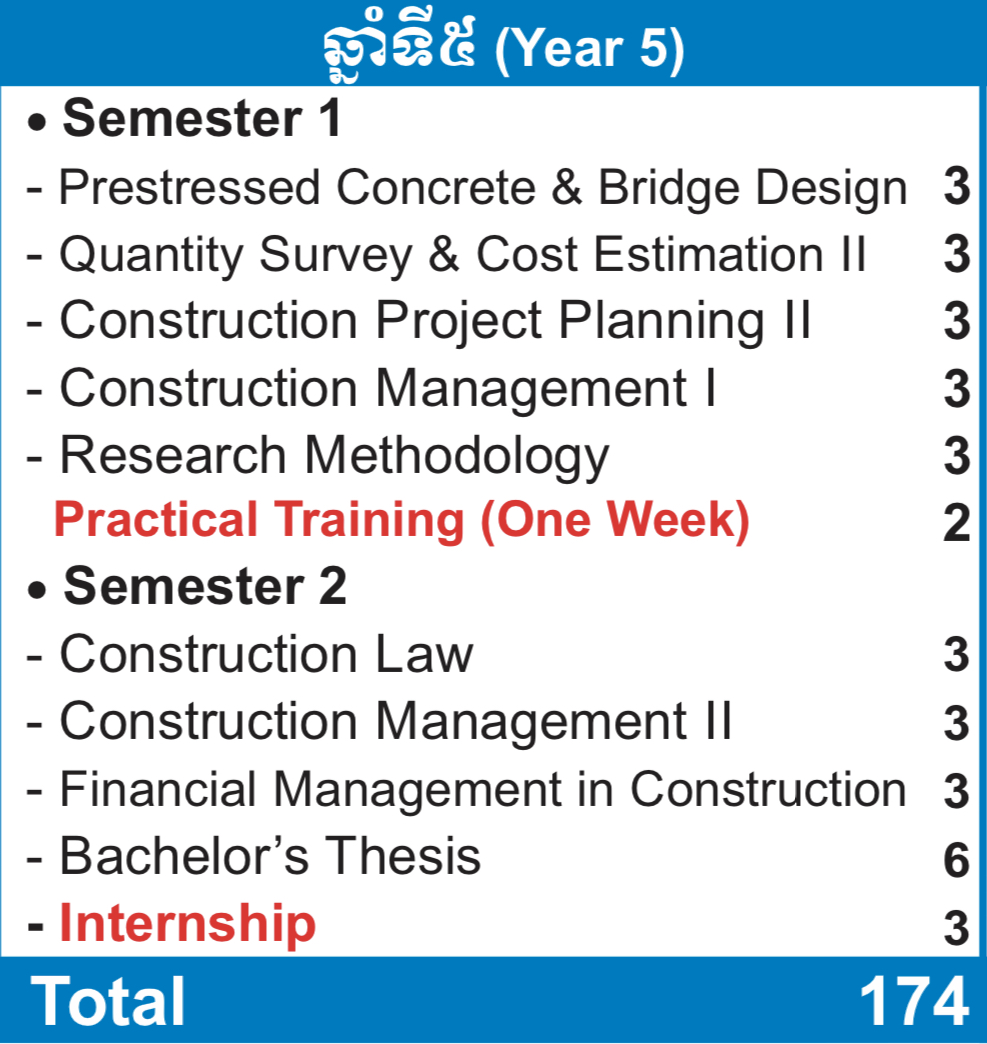 ឆ្នាំទី៥ (Year 5)
• Semester 1
- Prestressed Concrete & Bridge Design 3
- Quantity Survey & Cost Estimation II 3
- Construction Project Planning II 3
- Construction Management I 3
- Research Methodology 3
Practical Training (One Week) 2
• Semester 2
- Construction Law 3
- Construction Management II 3
- Financial Management in Construction 3
- Bachelor’s Thesis 6
- Internship 3
Total 174